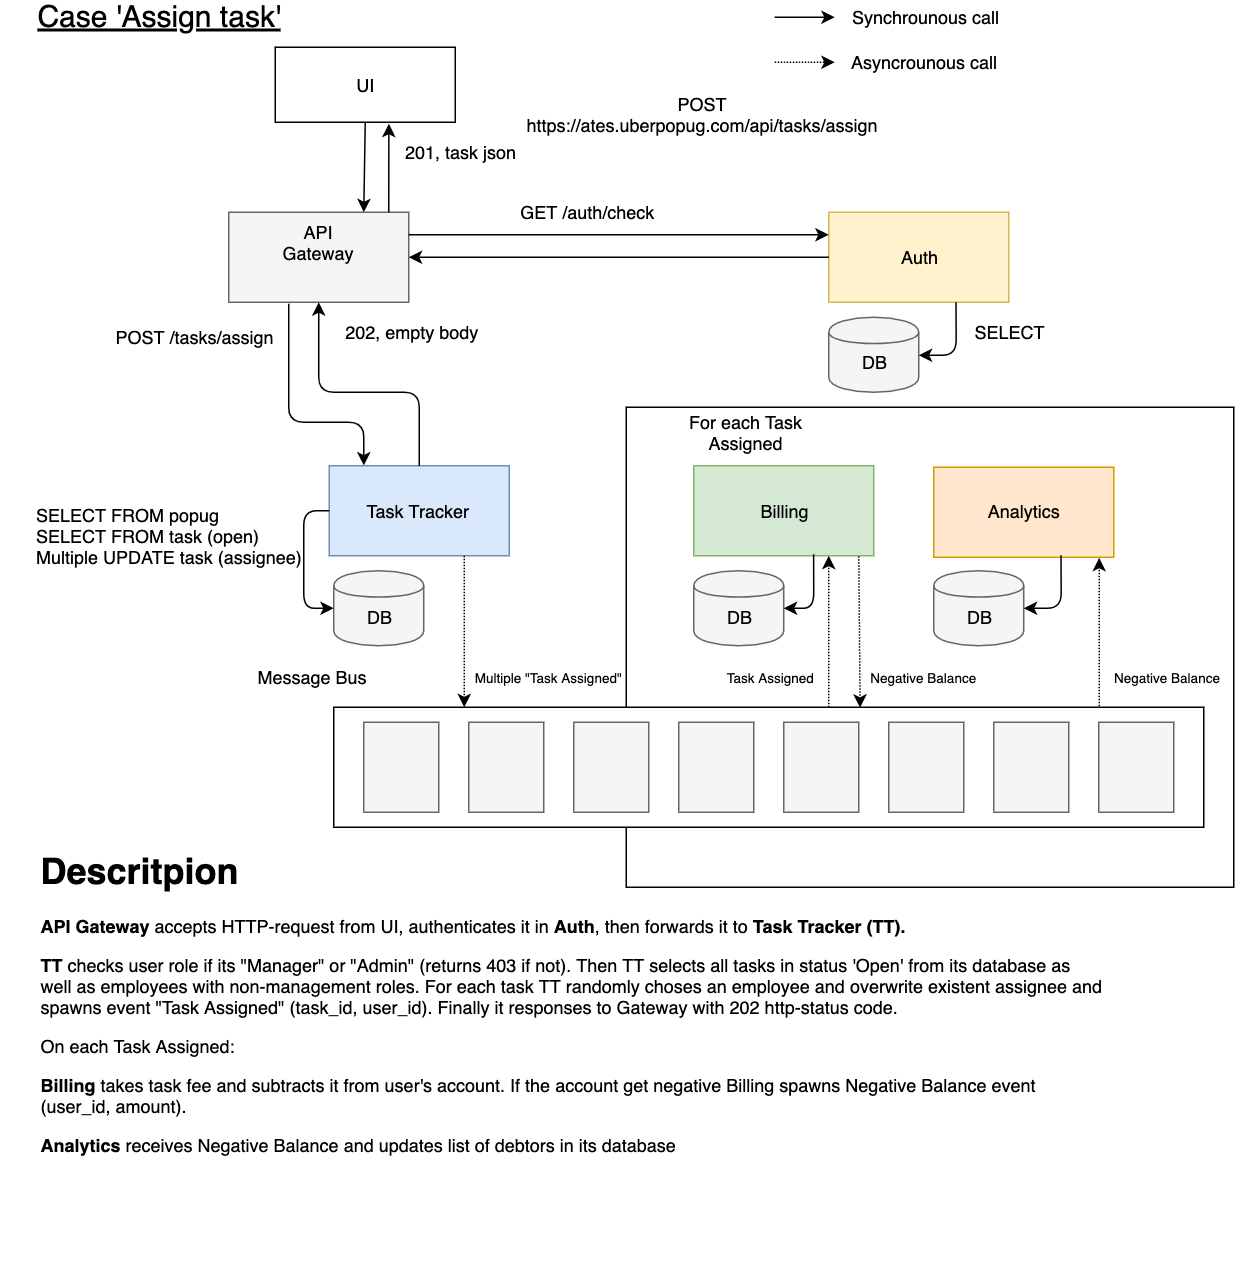 Case 'Assign task'
Synchrounous call
Asyncrounous call
UI
POST
https://ates.uberpopug.com/api/tasks/assign
201, task json
GET /auth/check
API
Gateway
Auth
POST /tasks/assign
202, empty body
SELECT
DB
For each Task
Assigned
Task Tracker
Billing
Analytics
SELECT FROM popug
SELECT FROM task (open)
Multiple UPDATE task (assignee)
DB
DB
DB
Message Bus
Multiple "Task Assigned"
Task Assigned
Negative Balance
Negative Balance
Descritpion
API Gateway accepts HTTP-request from UI, authenticates it in Auth, then forwards it to Task Tracker (TT).
TT checks user role if its "Manager" or "Admin" (returns 403 if not). Then TT selects all tasks in status 'Open' from its database as
well as employees with non-management roles. For each task TT randomly choses an employee and overwrite existent assignee and
spawns event "Task Assigned" (task_id, user_id). Finally it responses to Gateway with 202 http-status code.
On each Task Assigned:
Billing takes task fee and subtracts it from user's account. If the account get negative Billing spawns Negative Balance event
(user_id, amount).
Analytics receives Negative Balance and updates list of debtors in its database